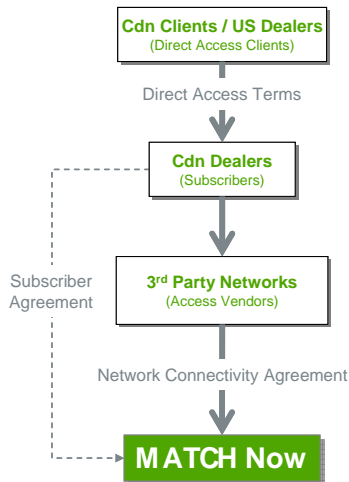 Cdn Clients / US Dealers
(Direct Access Clients)
Direct Access Terms
Cdn Dealers
(Subscribers)
Subscriber
Agreement
3rd Party Networks
(Access Vendors)
Network Connectivity Agreement
MATCH Now